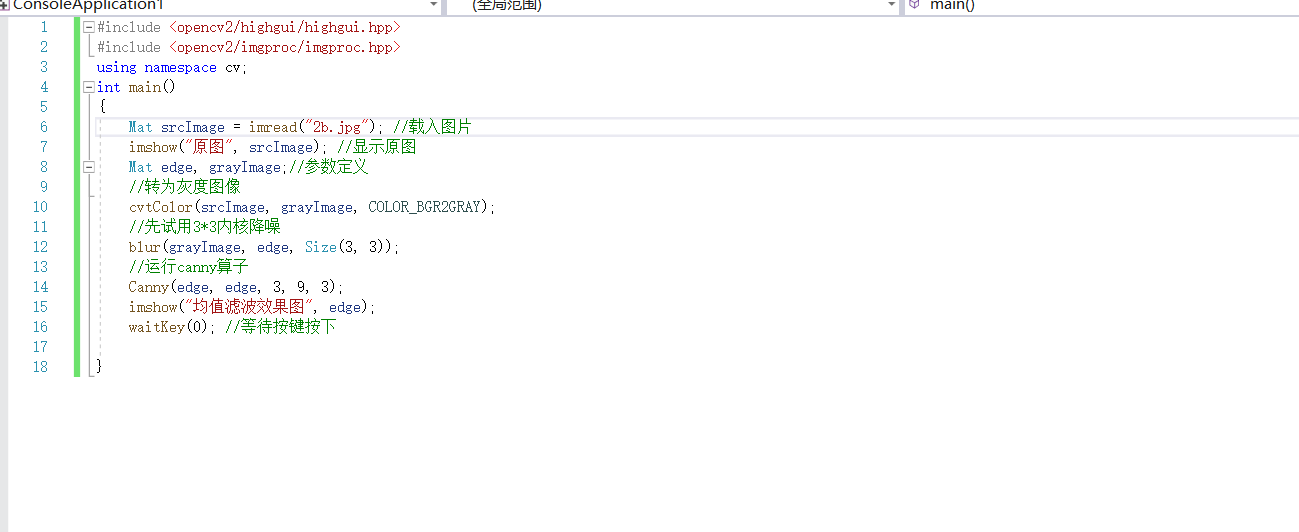 ConsoleApplication1 (全局范围) main()
1 #include <opencv2/highgui/highgui.hpp>
2 #include <opencv2/imgproc/imgproc.hpp>
3 using namespace cv;
4 int main()
5 {
6 Mat srcImage = imread("2b.jpg"); //载入图片
7 imshow("原图", srcImage); //显示原图
8 Mat edge, grayImage;//参数定义
9 //转为灰度图像
10 cvtColor(srcImage, grayImage, COLOR_BGR2GRAY);
11 //先试用3*3内核降噪
12 blur(grayImage, edge, Size(3, 3));
13 //运行canny算子
14 Canny(edge, edge, 3, 9, 3);
15 imshow("均值滤波效果图", edge);
16 waitKey(0); //等待按键按下
17
18 }